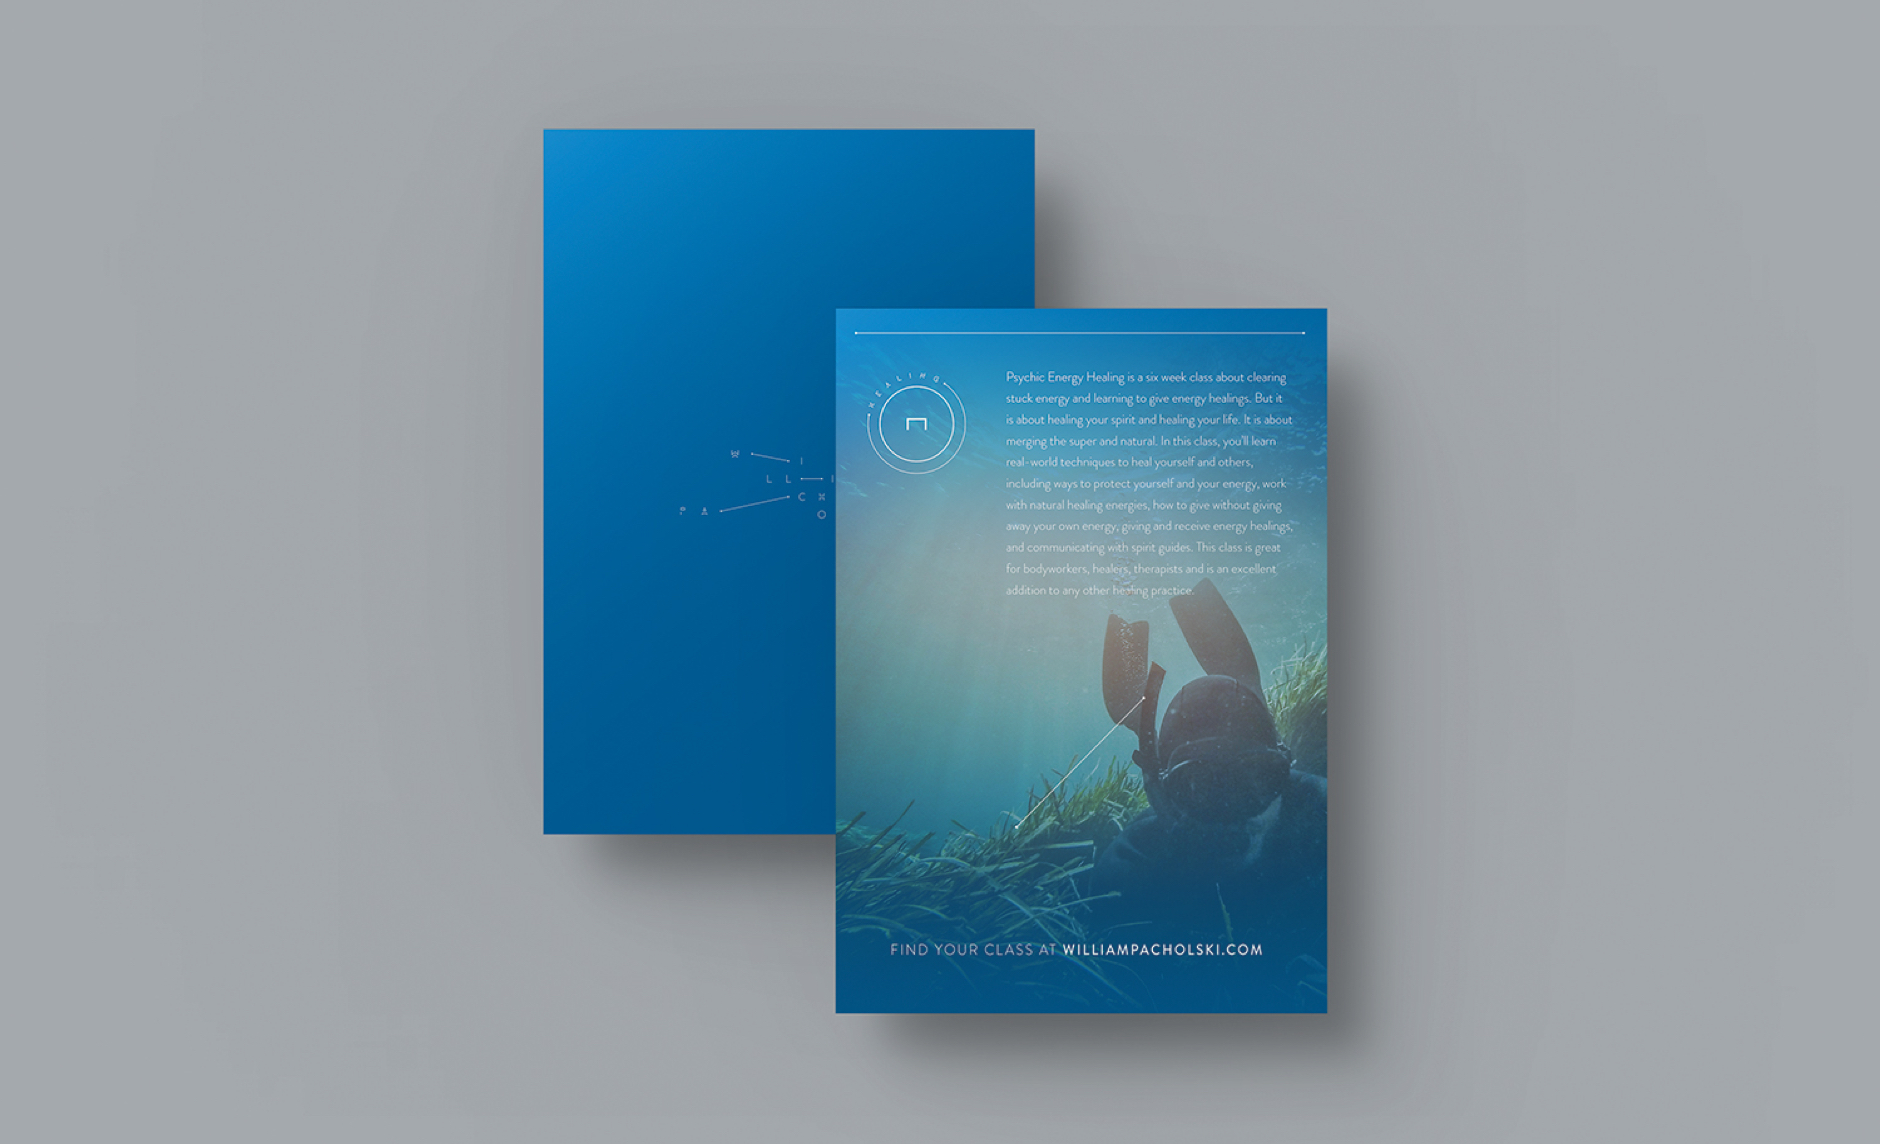 W I
L L I
P A C H
O
HEALING
Psychic Energy Healing is a six week class about clearing
stuck energy and learning to give energy healings. But it
is about healing your spirit and healing your life. It is about
merging the super and natural. In this class, you'll learn
real-world techniques to heal yourself and others,
including ways to protect yourself and your energy, work
with natural healing energies, how to give without giving
away your own energy, giving and receive energy healings,
and communicating with spirit guides. This class is great
for bodyworkers, healers, therapists and is an excellent
addition to any other healing practice.
FIND YOUR CLASS AT WILLIAMPACHOLSKI.COM